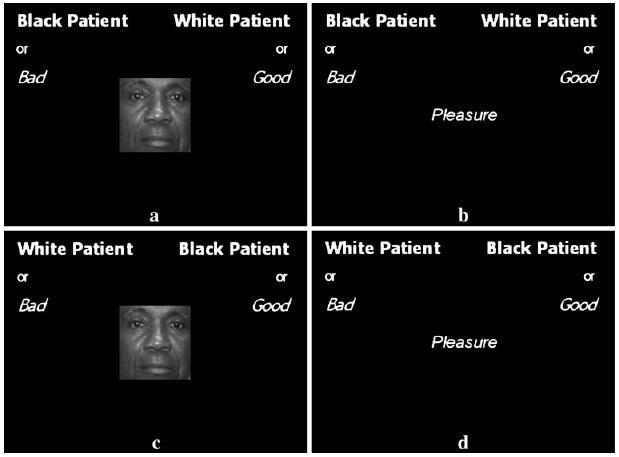 Black Patient White Patient
or or
Bad Good
a
Black Patient White Patient
or or
Bad Good
Pleasure
b
White Patient Black Patient
or or
Bad Good
c
White Patient Black Patient
or or
Bad Good
Pleasure
d